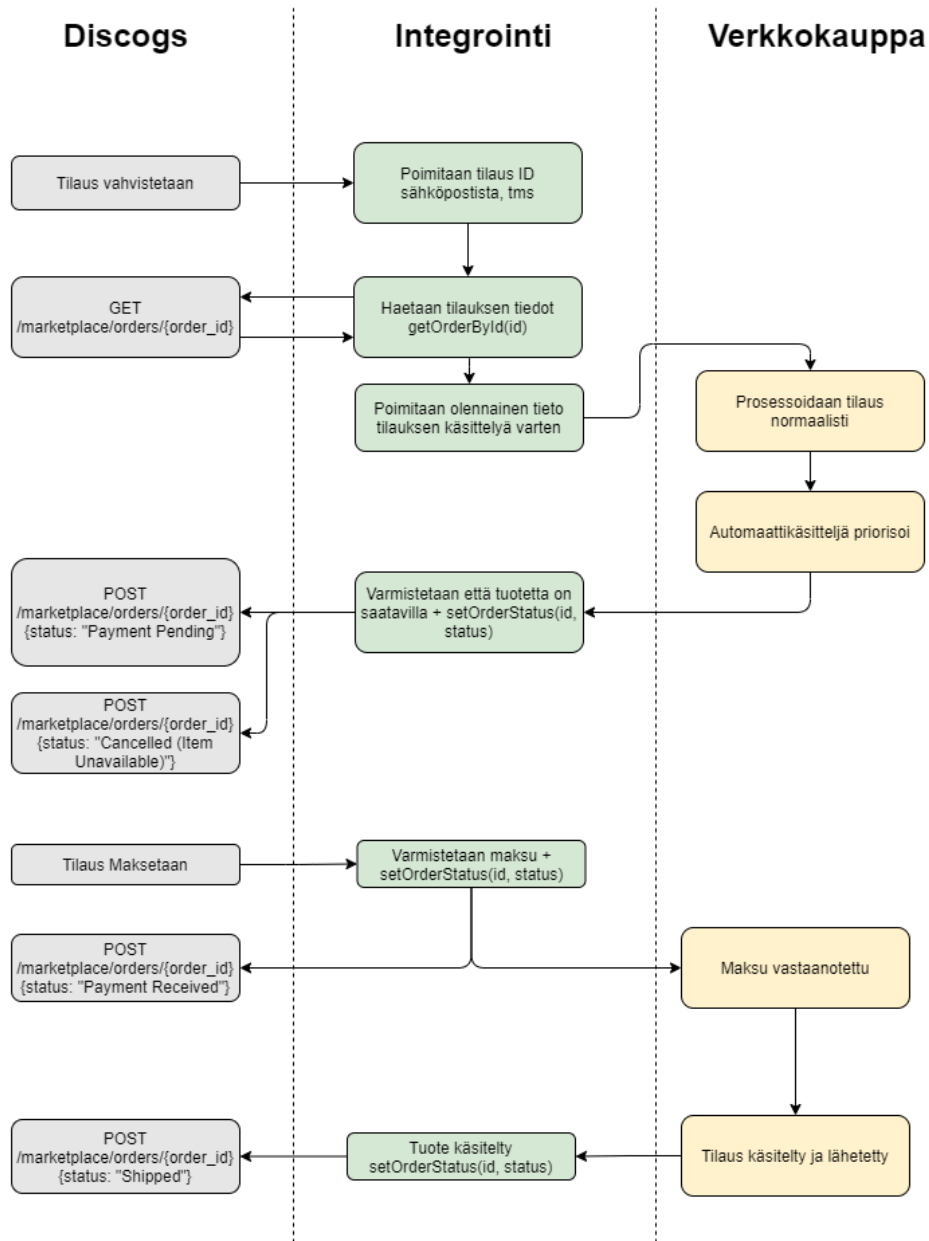 Discogs
Integrointi
Verkkokauppa
Tilaus vahvistetaan
Poimitaan tilaus ID
sähköpostista, tms
GET
/marketplace/orders/{order_id}
Haetaan tilauksen tiedot
getOrderById(id)
Poimitaan olennainen tieto
tilauksen käsittelyä varten
Prosessoidaan tilaus
normaalisti
Automaattikäsitteljä priorisoi
POST
/marketplace/orders/{order_id}
{status: "Payment Pending"}
Varmistetaan että tuotetta on
saatavilla + setOrderStatus(id,
status)
POST
/marketplace/orders/{order_id}
{status: "Cancelled (Item
Unavailable)"}
Tilaus Maksetaan
Varmistetaan maksu +
setOrderStatus(id, status)
POST
/marketplace/orders/{order_id}
{status: "Payment Received"}
Maksu vastaanotettu
POST
/marketplace/orders/{order_id}
{status: "Shipped"}
Tuote käsitelty
setOrderStatus(id, status)
Tilaus käsitelty ja lähetetty